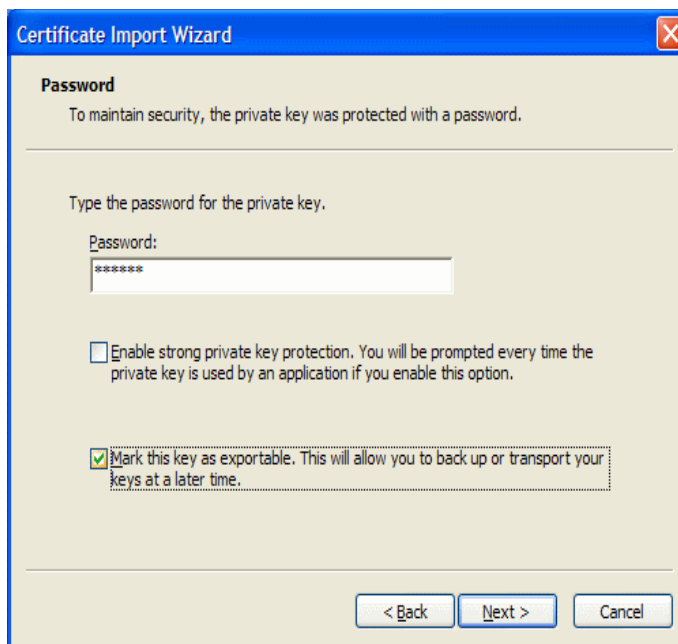 Certificate Import Wizard
Password
To maintain security, the private key was protected with a password.
Type the password for the private key.
Password:
******
Enable strong private key protection. You will be prompted every time the
private key is used by an application if you enable this option.
Mark this key as exportable. This will allow you to back up or transport your
keys at a later time.
< Back Next > Cancel